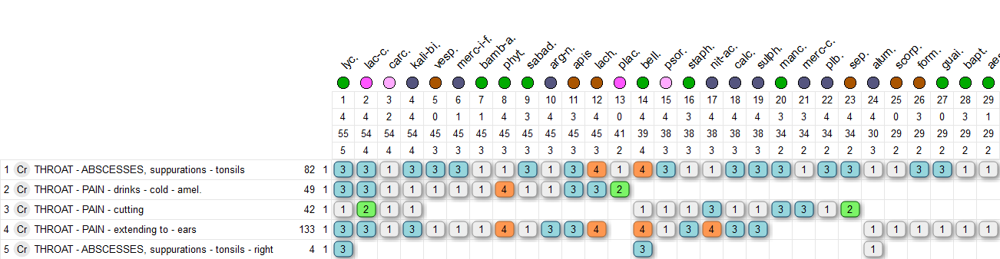 lyc. lac-c. carc. kali-bi. vesp. merc-i-f. bamb-a. phyt. sabad. arg-n. apis lach. plac. bell. psor. staph. nit-ac. calc. sulph. manc. merc-c. plb. sep. alum. scorp. form. guai. bapt.
1 2 3 4 5 6 7 8 9 10 11 12 13 14 15 16 17 18 19 20 21 22 23 24 25 26 27 28 29
4 4 2 4 0 1 1 4 3 4 3 4 0 4 4 3 4 4 4 3 3 4 4 4 0 3 0 3 1
55 54 54 54 45 45 45 45 45 45 45 45 41 39 38 38 38 38 38 34 34 34 34 29 29 29 29 29 29
5 4 4 4 3 3 3 3 3 3 3 3 2 4 3 3 3 3 3 2 2 2 2 3 2 2 2 2 2
1 Cr THROAT - ABSCESSES, suppurations - tonsils 82 1 3 3 1 3 3 3 1 1 3 1 3 4 1 4 3 1 1 3 3 3 1 3 3 1 1 3 3 1 1
2 Cr THROAT - PAIN - drinks - cold - amel. 49 1 3 3 1 1 1 1 1 4 1 1 3 3 2
3 Cr THROAT - PAIN - cutting 42 1 1 2 1 1 1 1 1 3 1 1 3 3 1 2
4 Cr THROAT - PAIN - extending to - ears 133 1 3 3 1 3 1 1 1 4 1 3 3 4 4 1 3 4 3 3 1 1 1 1 1 1
5 Cr THROAT - ABSCESSES, suppurations - tonsils - right 4 1 3 3 1